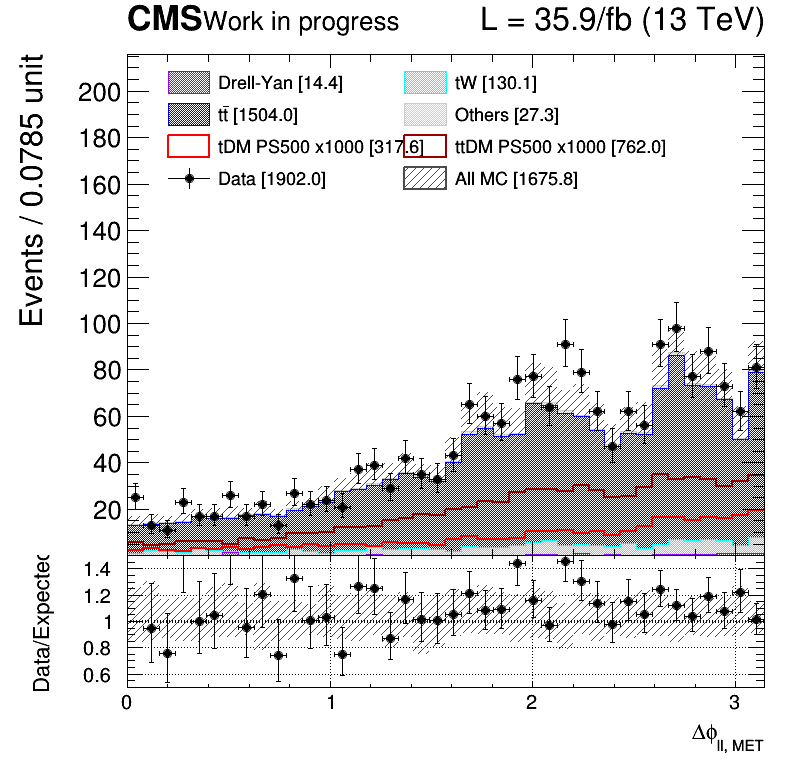 CMS Work in progress L = 35.9/fb (13 TeV)
Drell-Yan [14.4] tW [130.1]
tt̄ [1504.0] Others [27.3]
tDM PS500 x1000 [317.6] ttDM PS500 x1000 [762.0]
Data [1902.0] All MC [1675.8]
Events / 0.0785 unit
200
180
160
140
120
100
80
60
40
20
Data/Expected
1.4
1.2
1
0.8
0.6
0 1 2 3
Δϕll, MET